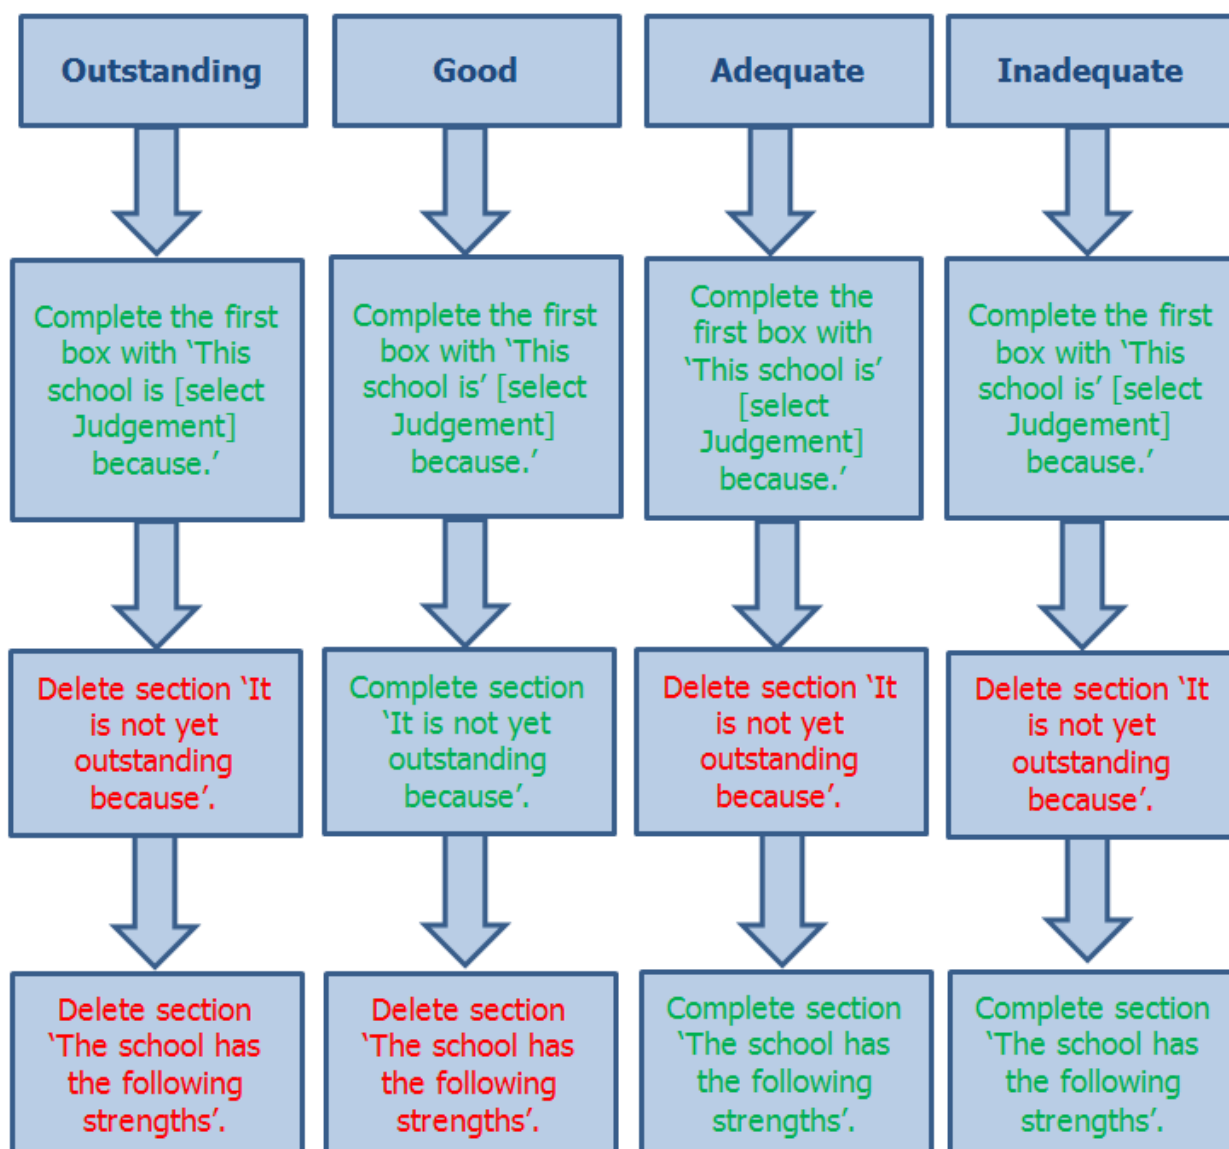 Outstanding
Good
Adequate
Inadequate
Complete the first
box with ‘This
school is [select
Judgement]
because.’
Complete the first
box with ‘This
school is’ [select
Judgement]
because.’
Complete the
first box with
‘This school is’
[select
Judgement]
because.’
Complete the first
box with ‘This
school is’ [select
Judgement]
because.’
Delete section ‘It
is not yet
outstanding
because’.
Complete section
‘It is not yet
outstanding
because’.
Delete section ‘It
is not yet
outstanding
because’.
Delete section ‘It
is not yet
outstanding
because’.
Delete section
‘The school has
the following
strengths’.
Delete section
‘The school has
the following
strengths’.
Complete section
‘The school has
the following
strengths’.
Complete section
‘The school has
the following
strengths’.